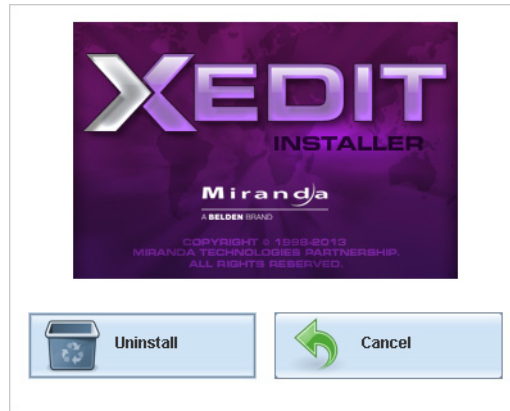 XEDIT
INSTALLER
Miranda
A BELDEN BRAND
COPYRIGHT © 1998-2013
MIRANDA TECHNOLOGIES PARTNERSHIP.
ALL RIGHTS RESERVED.
Uninstall
Cancel